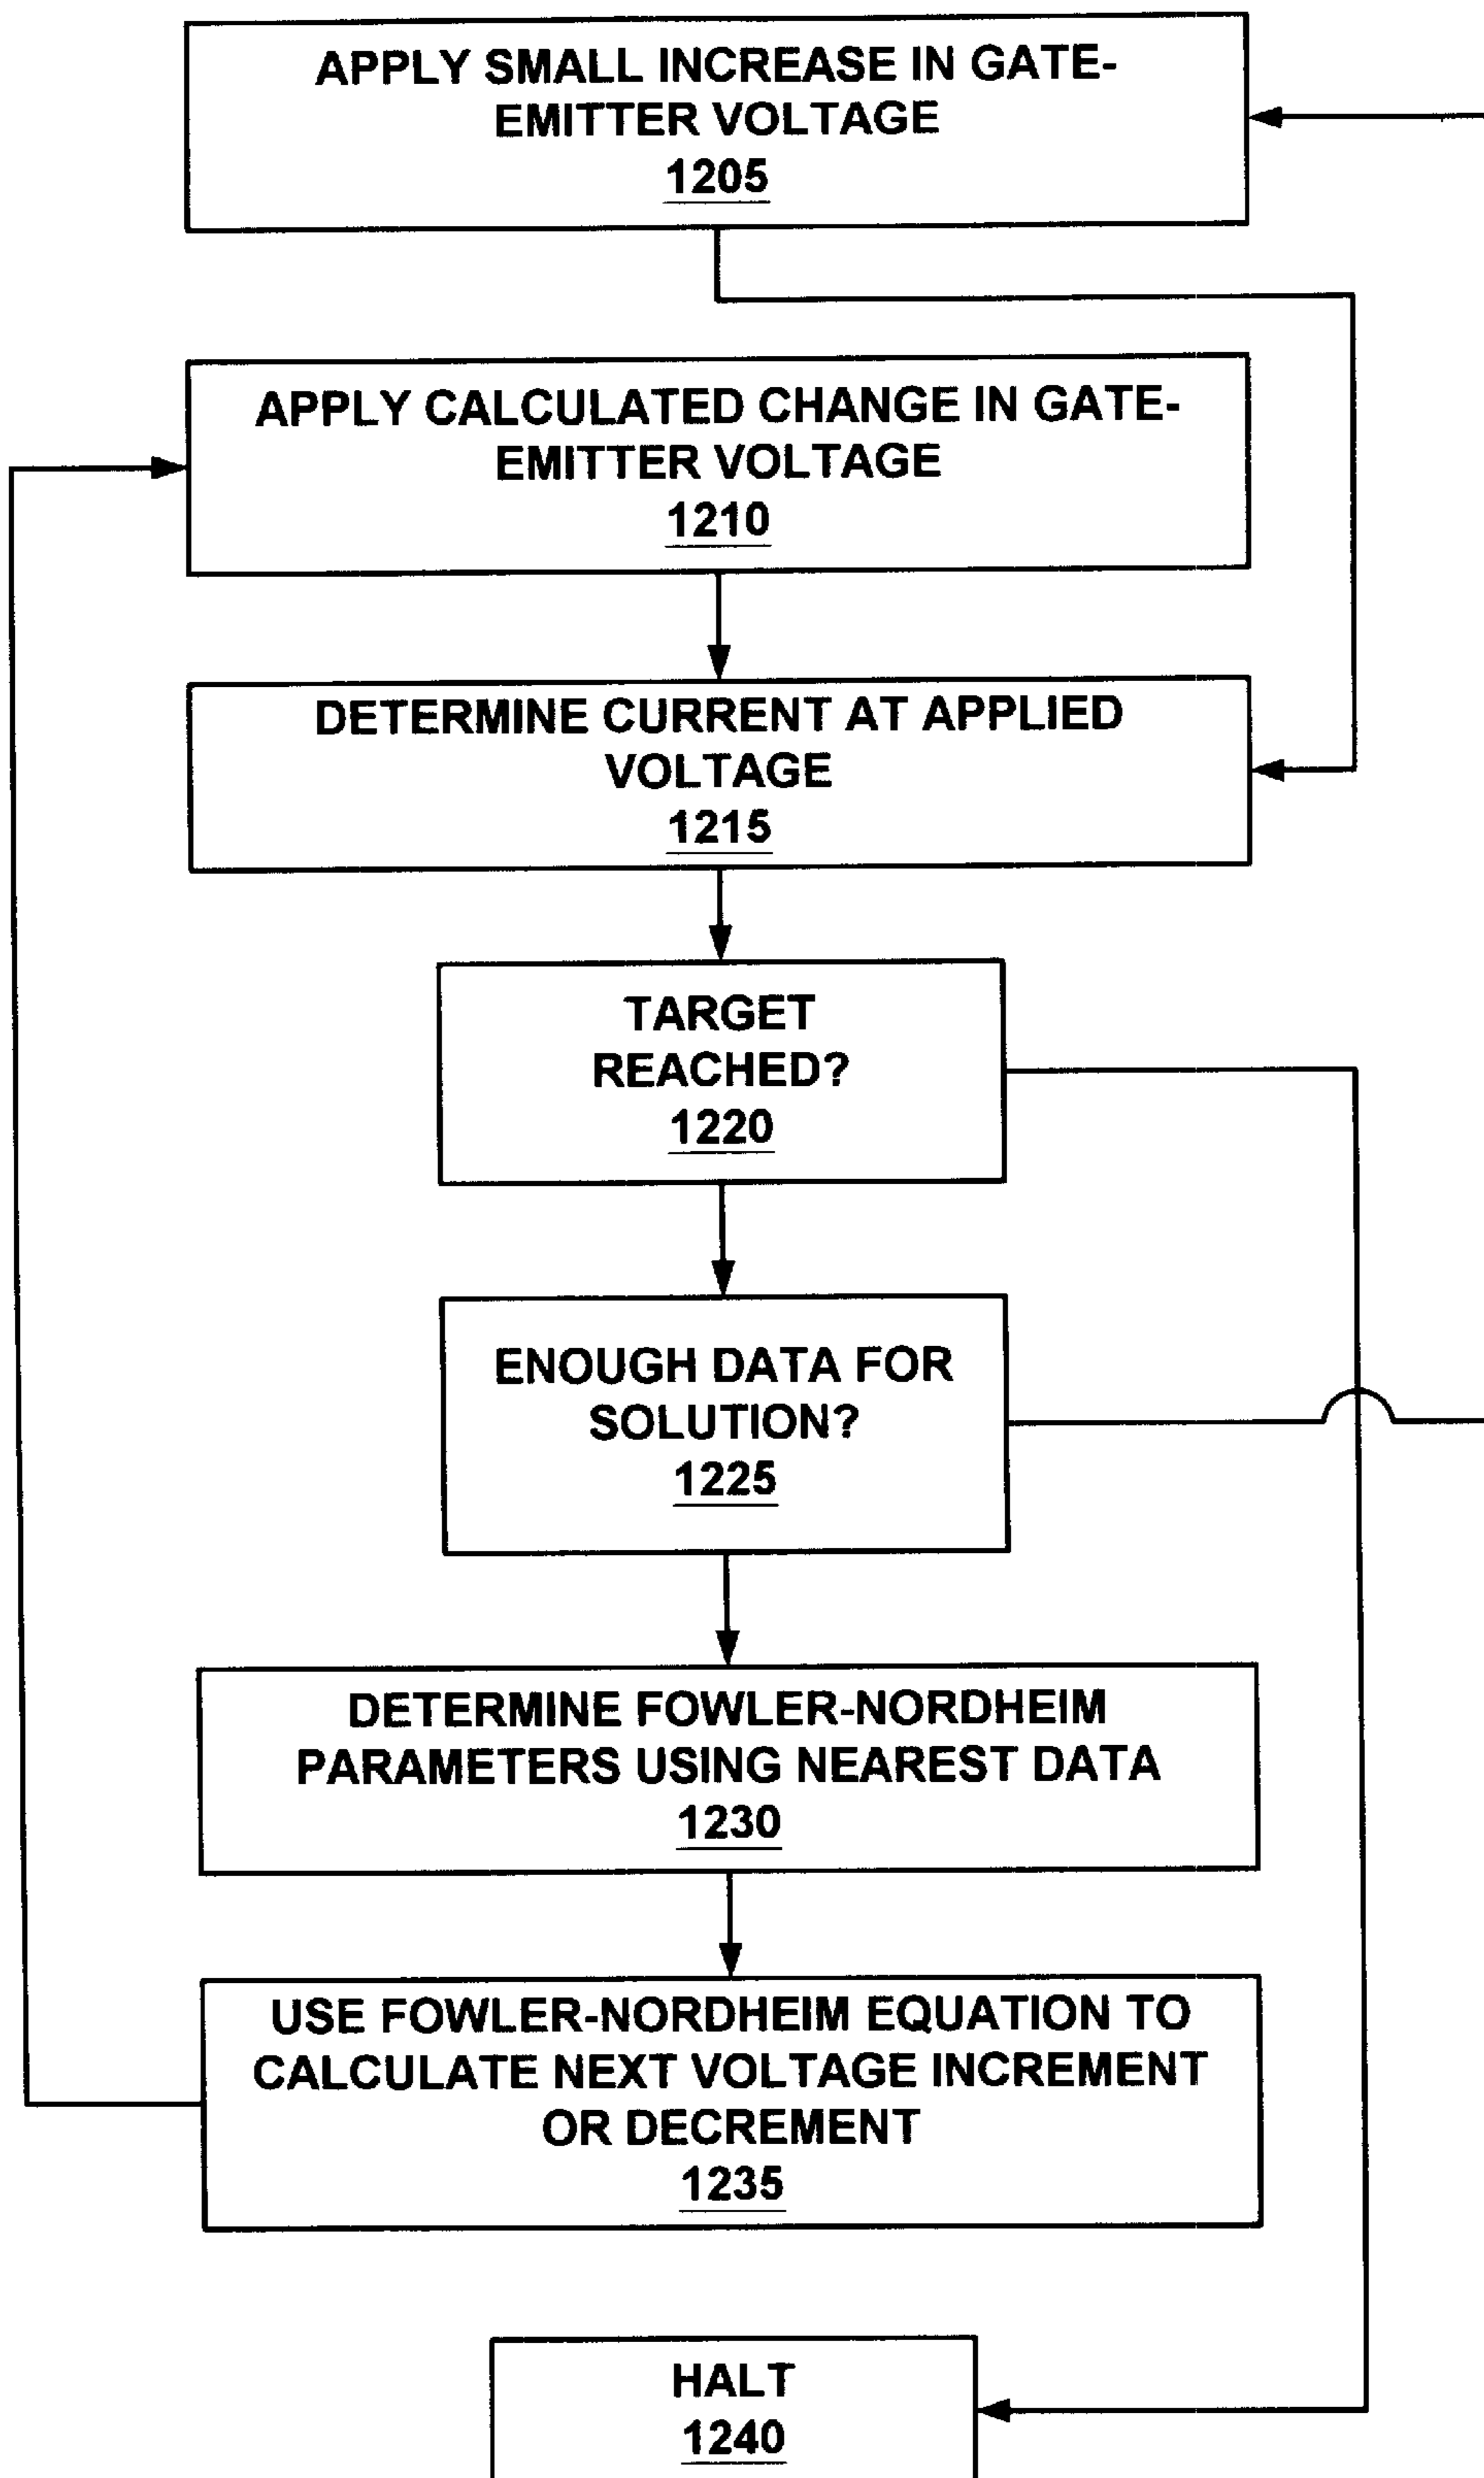 APPLY SMALL INCREASE IN GATE-
EMITTER VOLTAGE
1205
APPLY CALCULATED CHANGE IN GATE-
EMITTER VOLTAGE
1210
DETERMINE CURRENT AT APPLIED
VOLTAGE
1215
TARGET
REACHED?
1220
ENOUGH DATA FOR
SOLUTION?
1225
DETERMINE FOWLER-NORDHEIM
PARAMETERS USING NEAREST DATA
1230
USE FOWLER-NORDHEIM EQUATION TO
CALCULATE NEXT VOLTAGE INCREMENT
OR DECREMENT
1235
HALT
1240